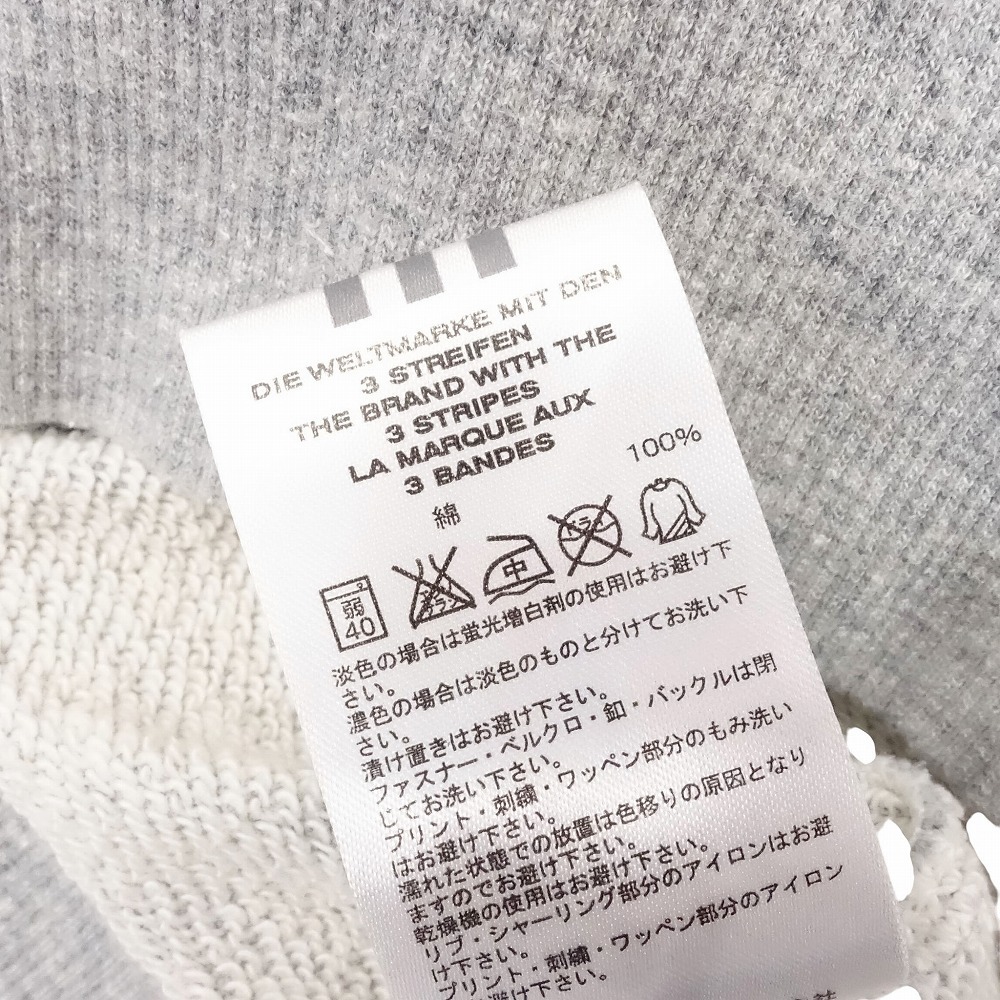 DIE WELTMARKE MIT DEN
3 STREIFEN
THE BRAND WITH THE
3 STRIPES
LA MARQUE AUX
3 BANDES
綿 100%
弱
40
中
ドライ
淡色の場合は蛍光増白剤の使用はお避け下
さい。
濃色の場合は淡色のものと分けてお洗い下
さい。
漬け置きはお避け下さい。
ファスナー・ベルクロ・釦・バックルは閉
じてお洗い下さい。
プリント・刺繍・ワッペン部分のもみ洗い
はお避け下さい。
濡れた状態での放置は色移りの原因となり
ますのでお避け下さい。
乾燥機の使用はお避け下さい。
リブ・シャーリング部分のアイロンはお避
け下さい。
プリント・刺繍・ワッペン部分のアイロン